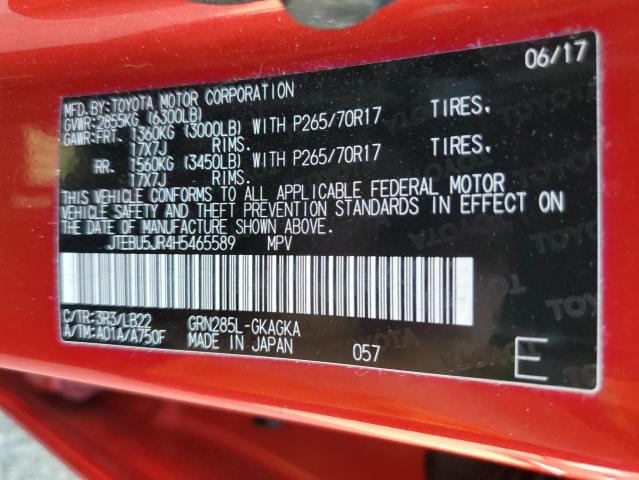 06/17
MFD.BY:TOYOTA MOTOR CORPORATION
GVWR:2855KG (6300LB)
GAWR:FRT. 1360KG (3000LB) WITH P265/70R17 TIRES.
17X7J RIMS.
RR. 1560KG (3450LB) WITH P265/70R17 TIRES.
17X7J RIMS.
THIS VEHICLE CONFORMS TO ALL APPLICABLE FEDERAL MOTOR
VEHICLE SAFETY AND THEFT PREVENTION STANDARDS IN EFFECT ON
THE DATE OF MANUFACTURE SHOWN ABOVE.
JTEBU5JR4H5465589 MPV
C/TR:3R3/LB22 GRN285L-GKAGKA
A/TM:A01A/A750F MADE IN JAPAN 057 E